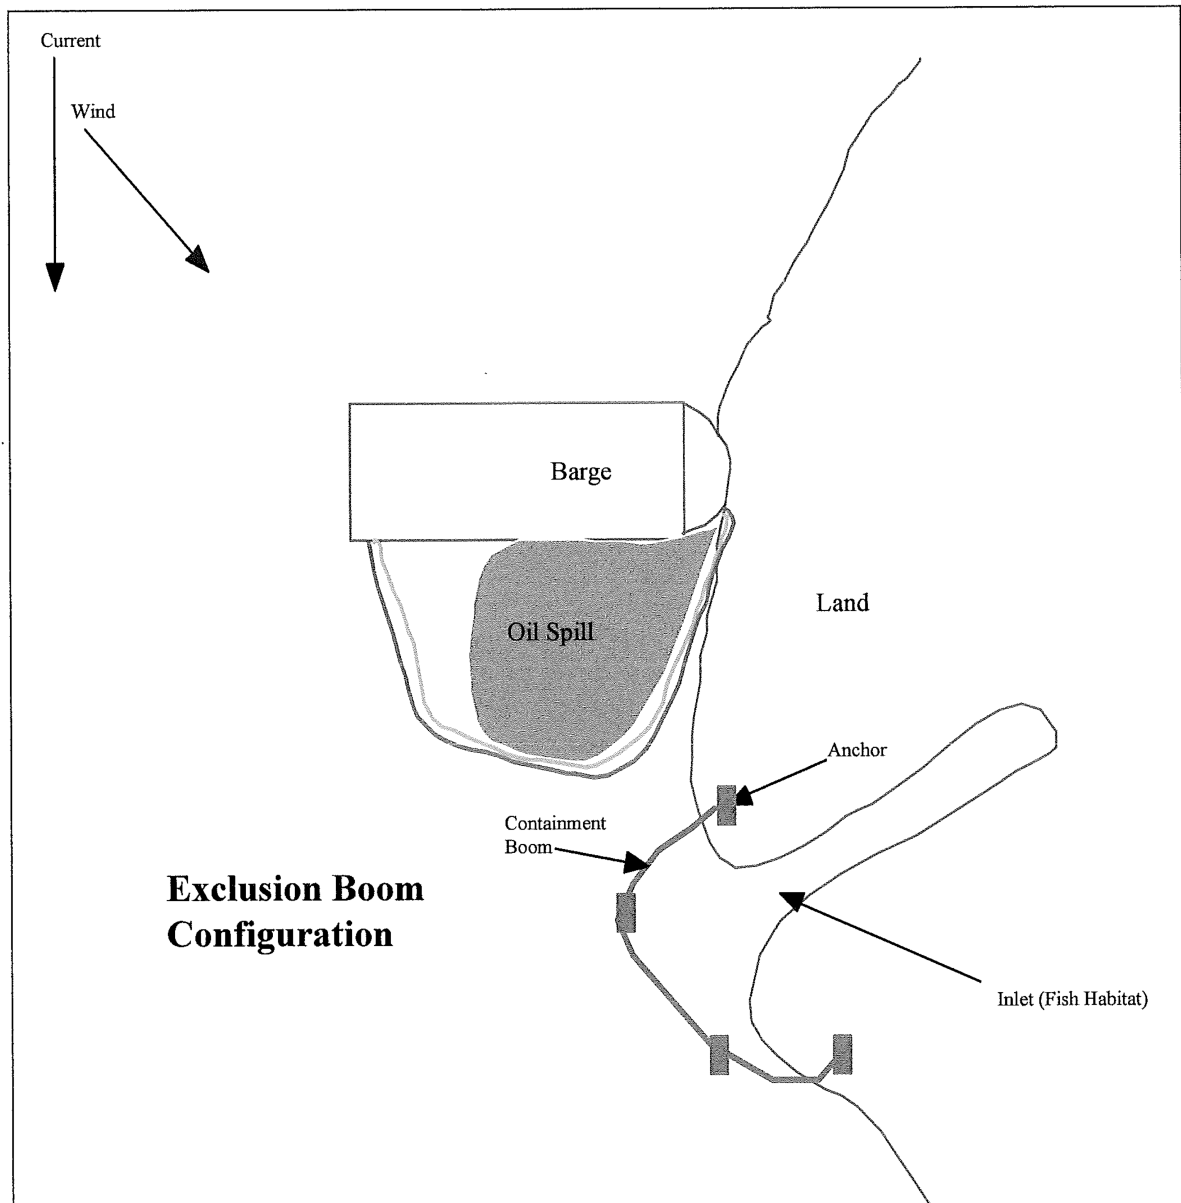 Current
Wind
Barge
Land
Oil Spill
Anchor
Containment
Boom
Exclusion Boom
Configuration
Inlet (Fish Habitat)